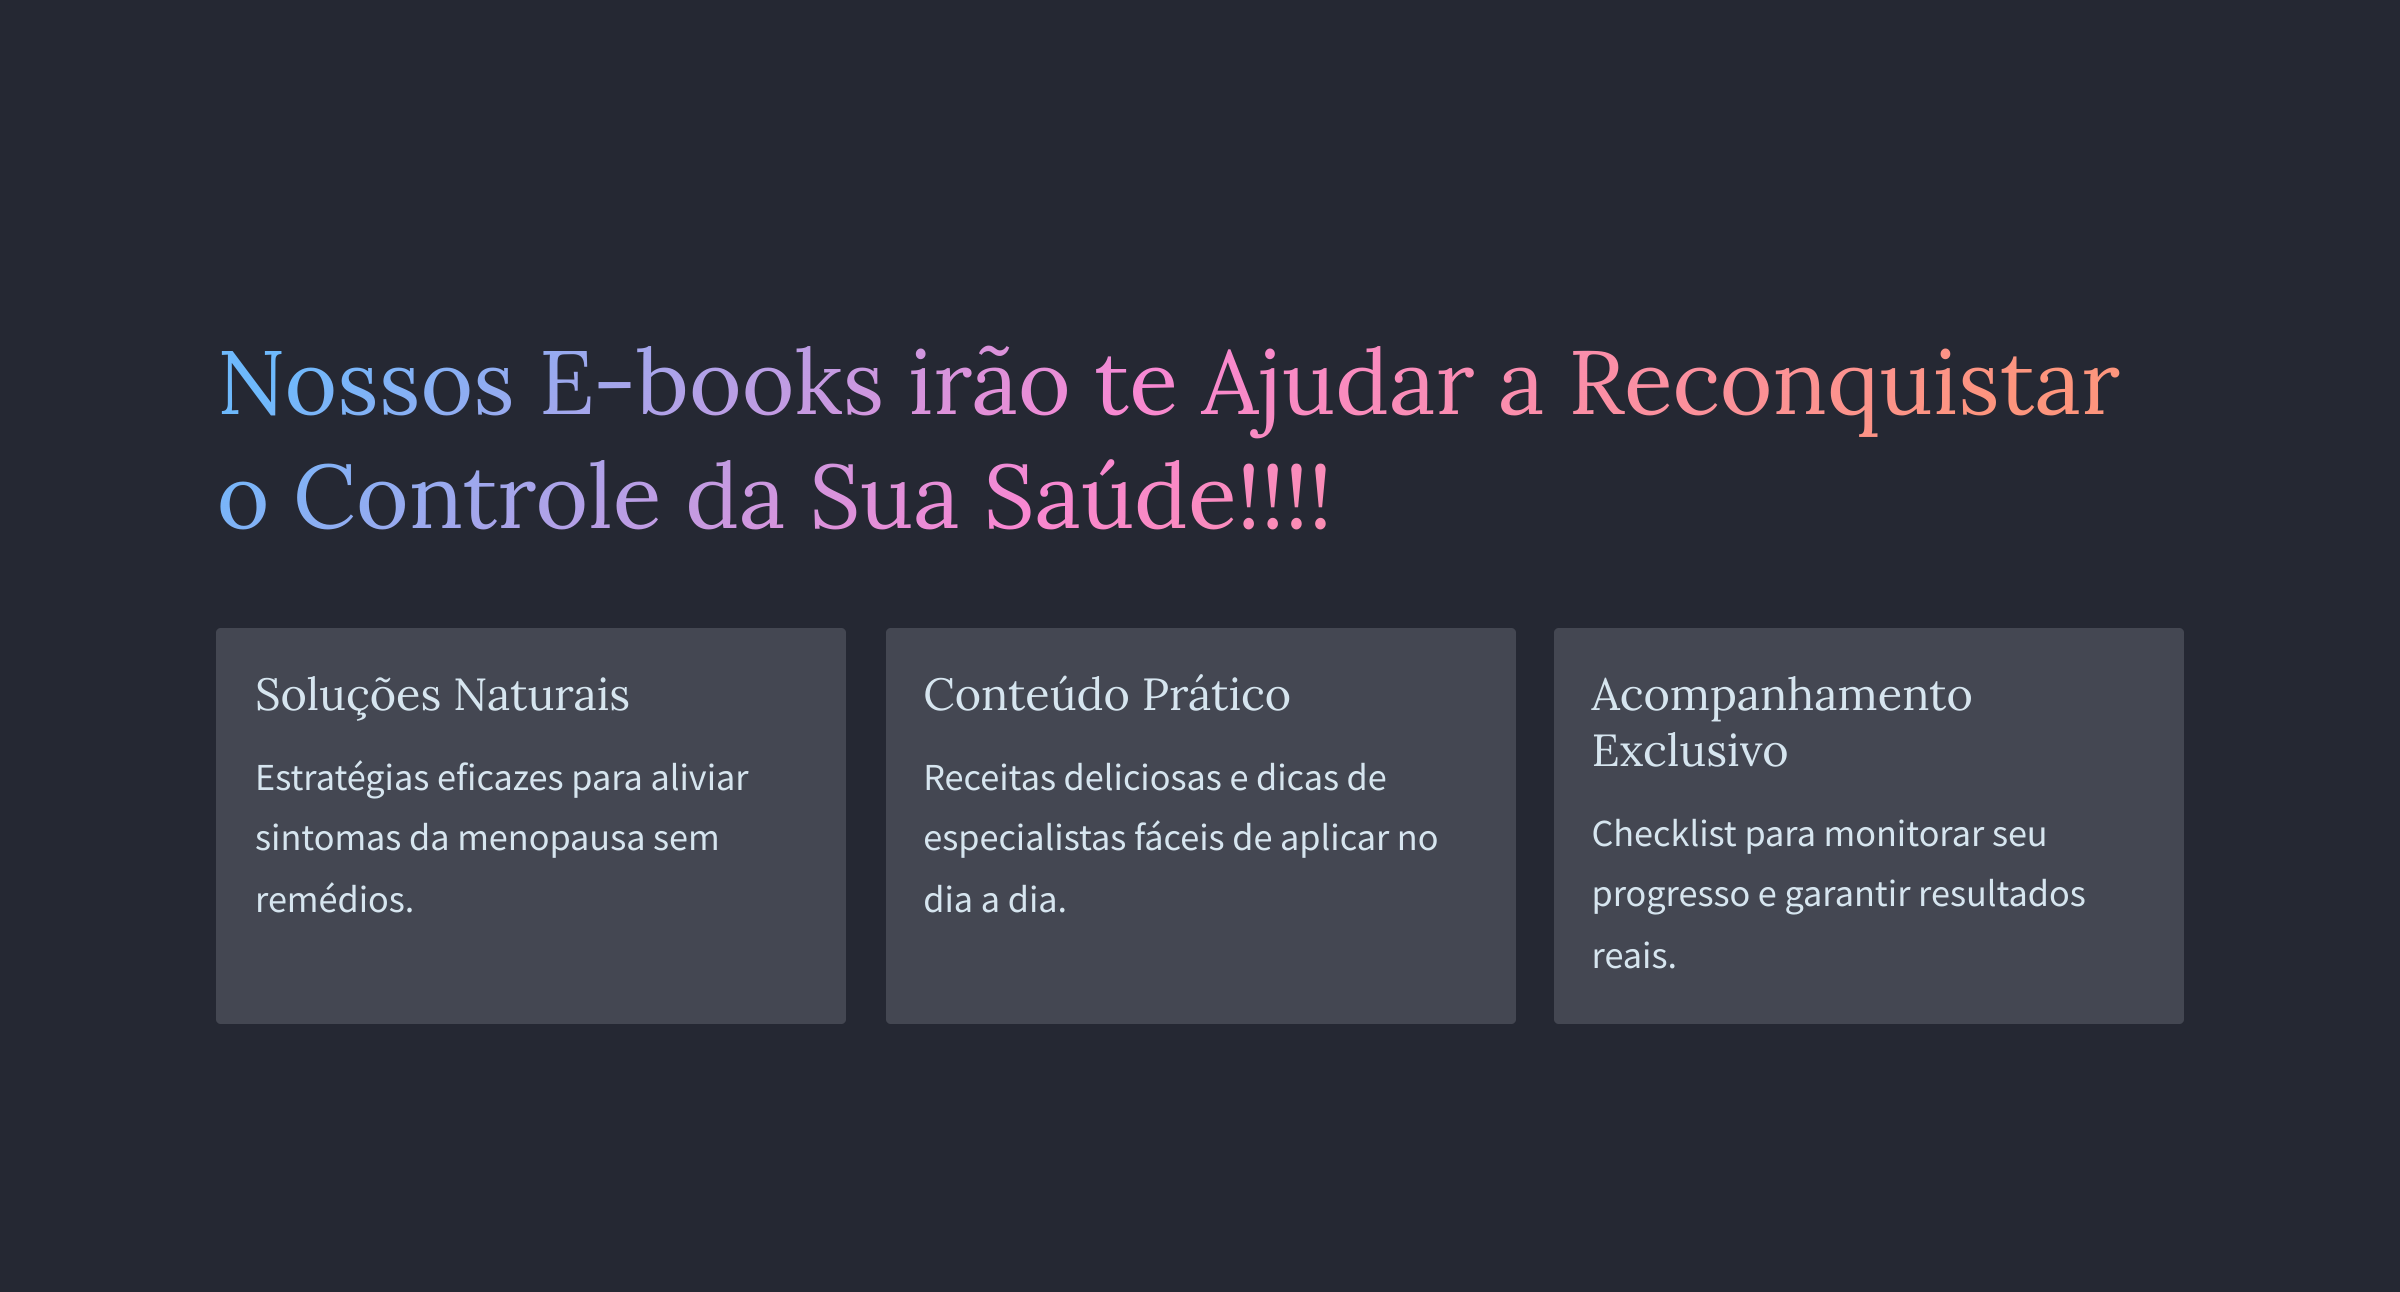 Nossos E-books irão te Ajudar a Reconquistar
o Controle da Sua Saúde!!!!
Soluções Naturais
Estratégias eficazes para aliviar
sintomas da menopausa sem
remédios.
Conteúdo Prático
Receitas deliciosas e dicas de
especialistas fáceis de aplicar no
dia a dia.
Acompanhamento
Exclusivo
Checklist para monitorar seu
progresso e garantir resultados
reais.